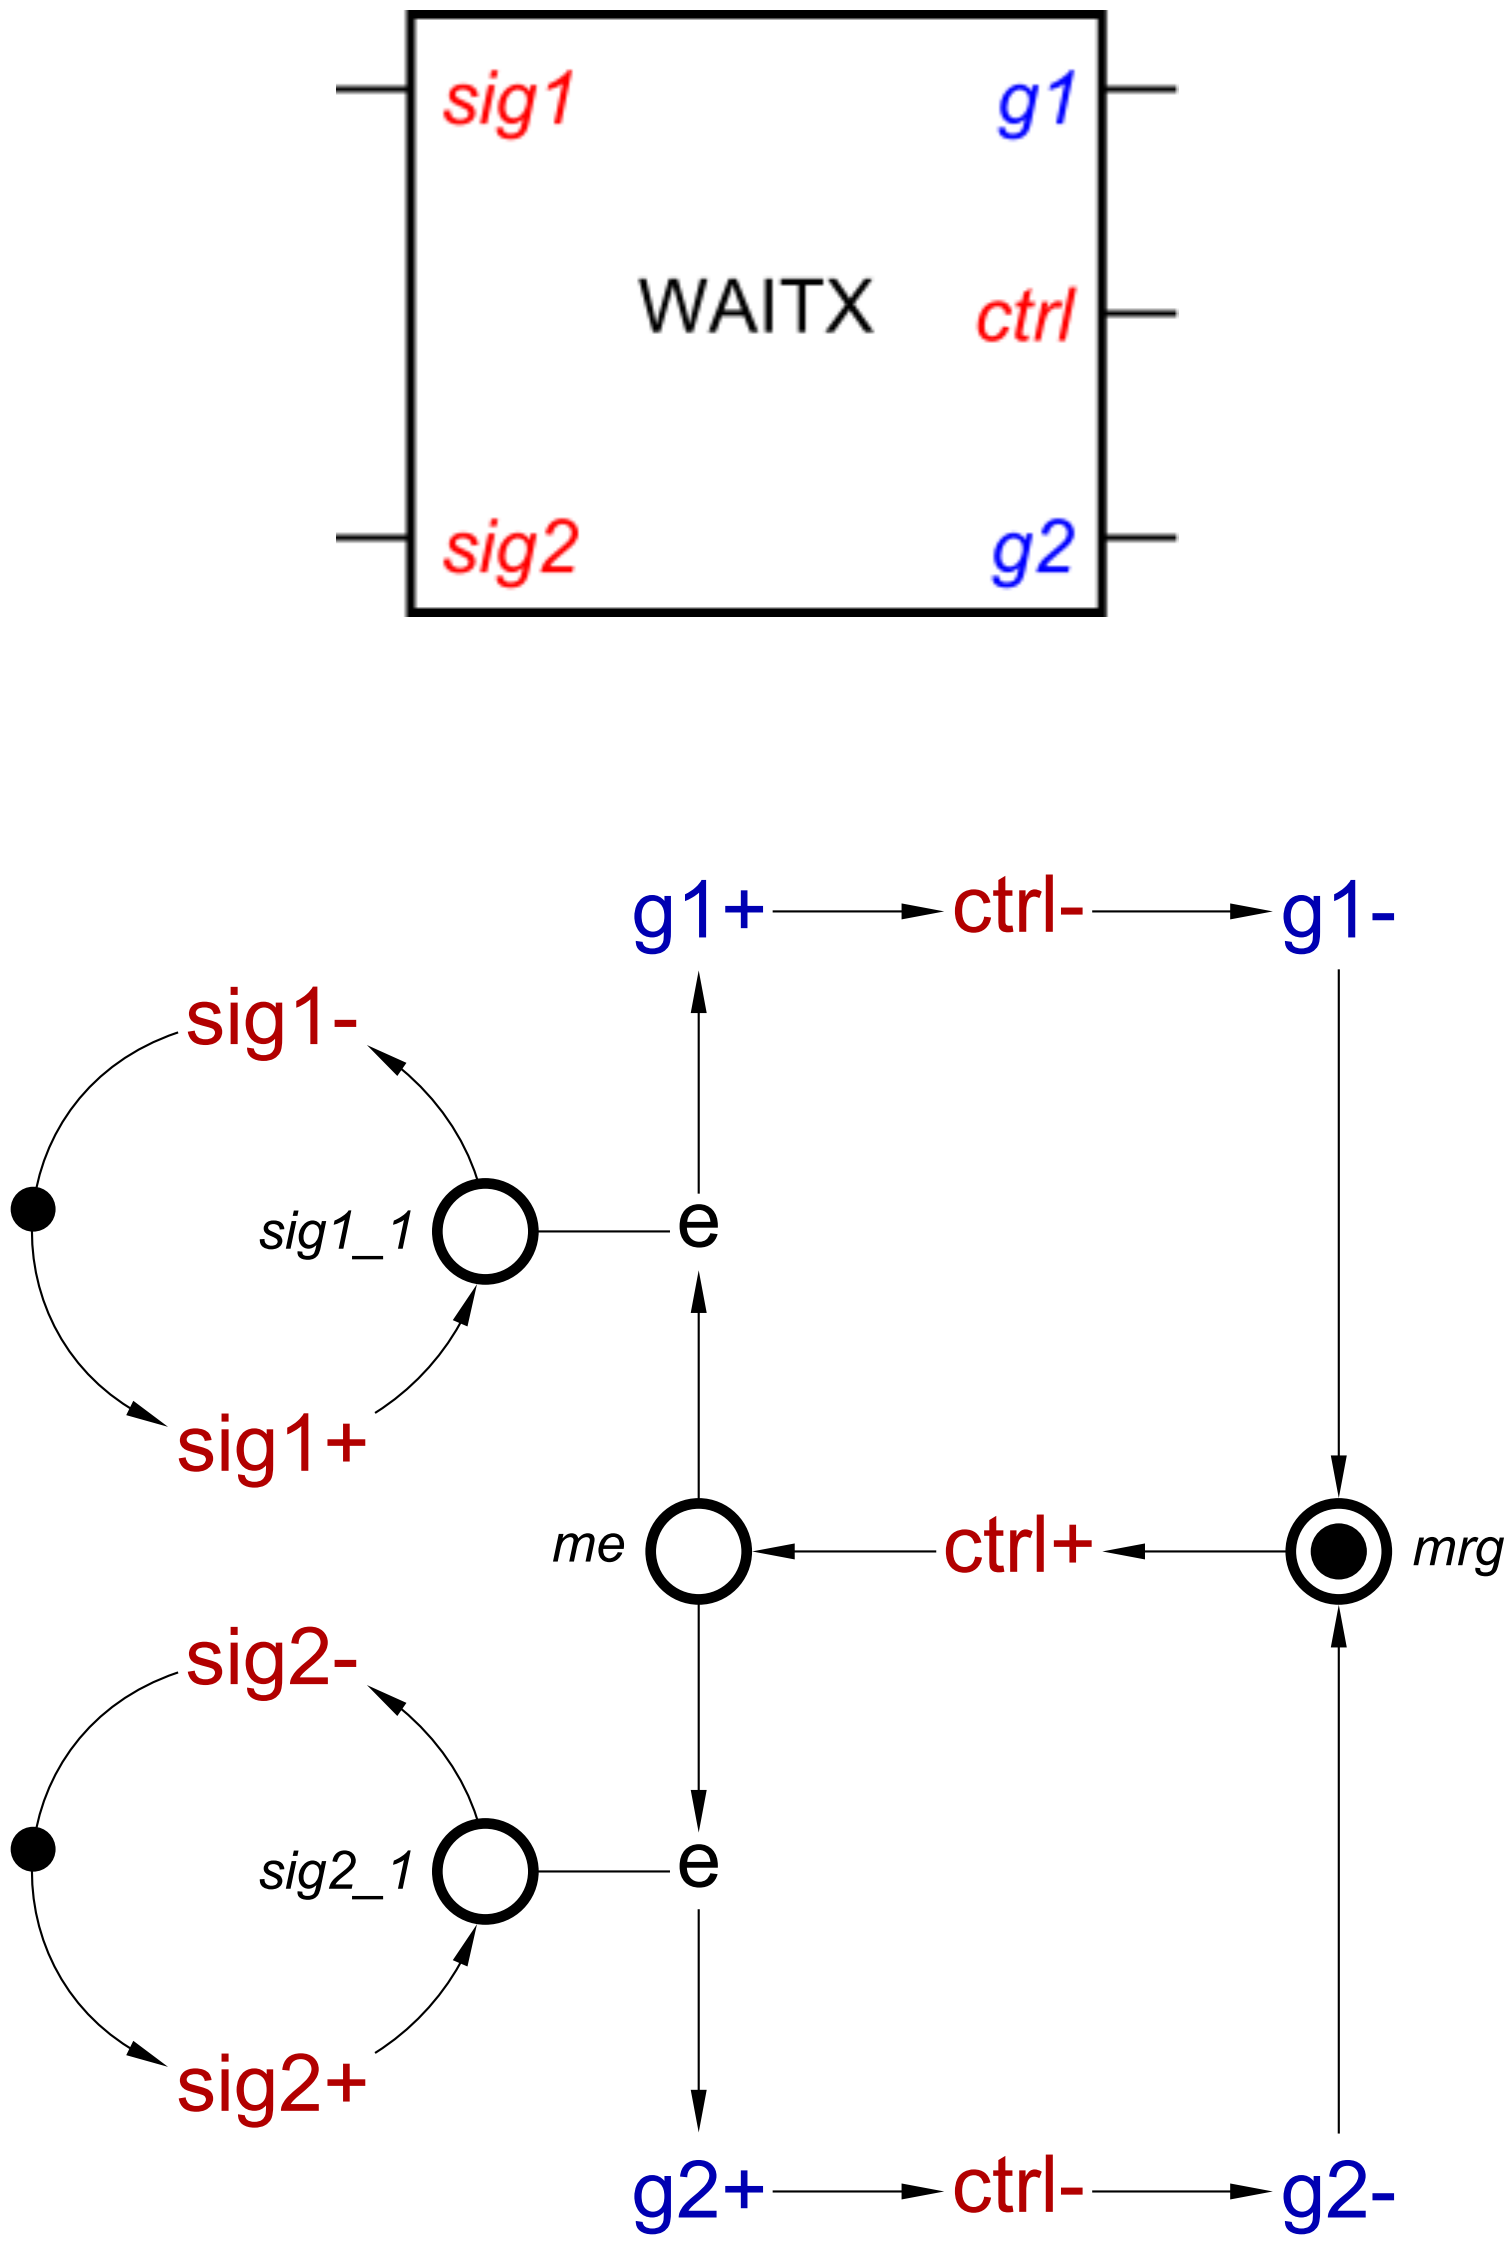 sig1 g1
WAITX ctrl
sig2 g2
g1+ ctrl- g1-
sig1-
sig1_1 e
sig1+
me ctrl+ mrg
sig2-
sig2_1 e
sig2+
g2+ ctrl- g2-